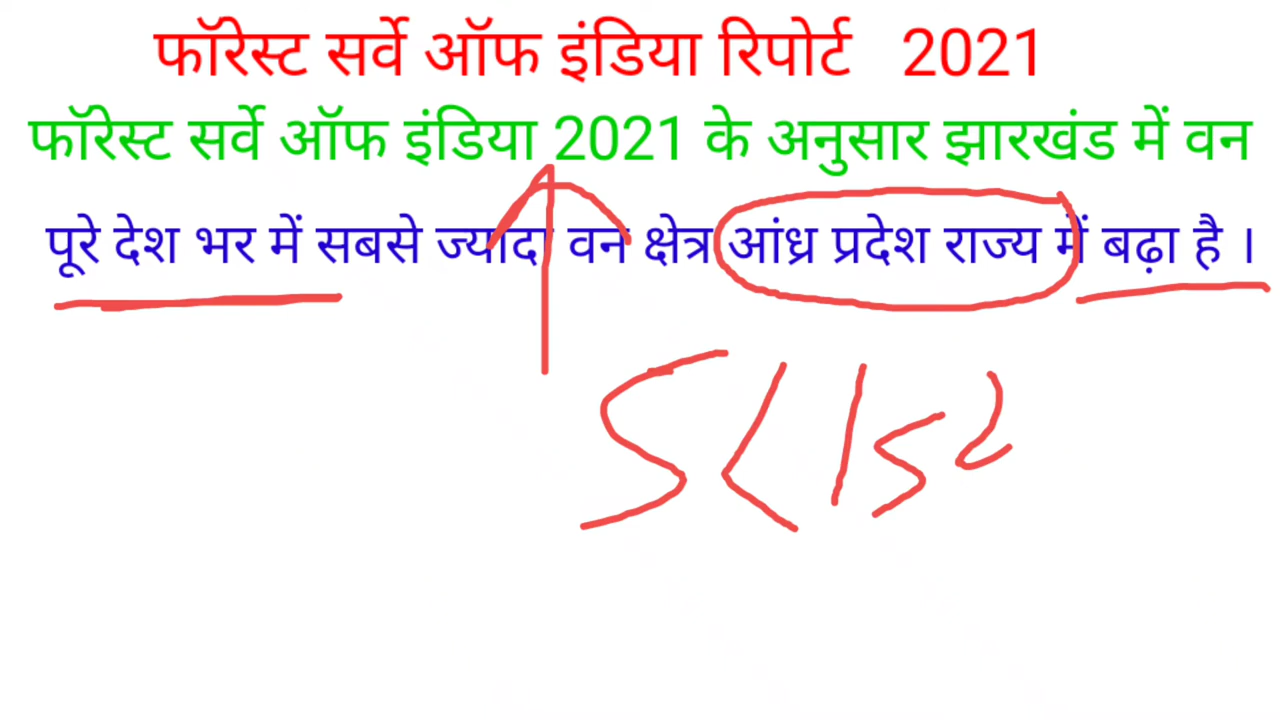 फॉरेस्ट सर्वे ऑफ इंडिया रिपोर्ट 2021
फॉरेस्ट सर्वे ऑफ इंडिया 2021 के अनुसार झारखंड में वन
पूरे देश भर में सबसे ज्यादा वन क्षेत्र आंध्र प्रदेश राज्य में बढ़ा है ।